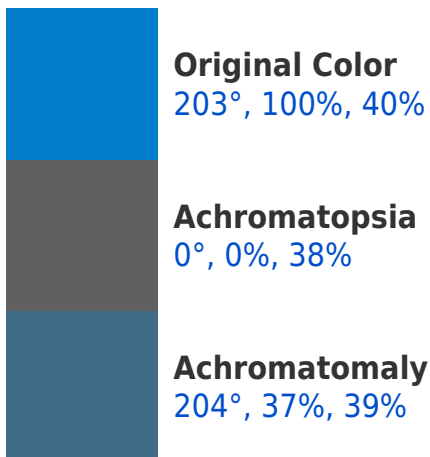 Original Color
203°, 100%, 40%
Achromatopsia
0°, 0%, 38%
Achromatomaly
204°, 37%, 39%